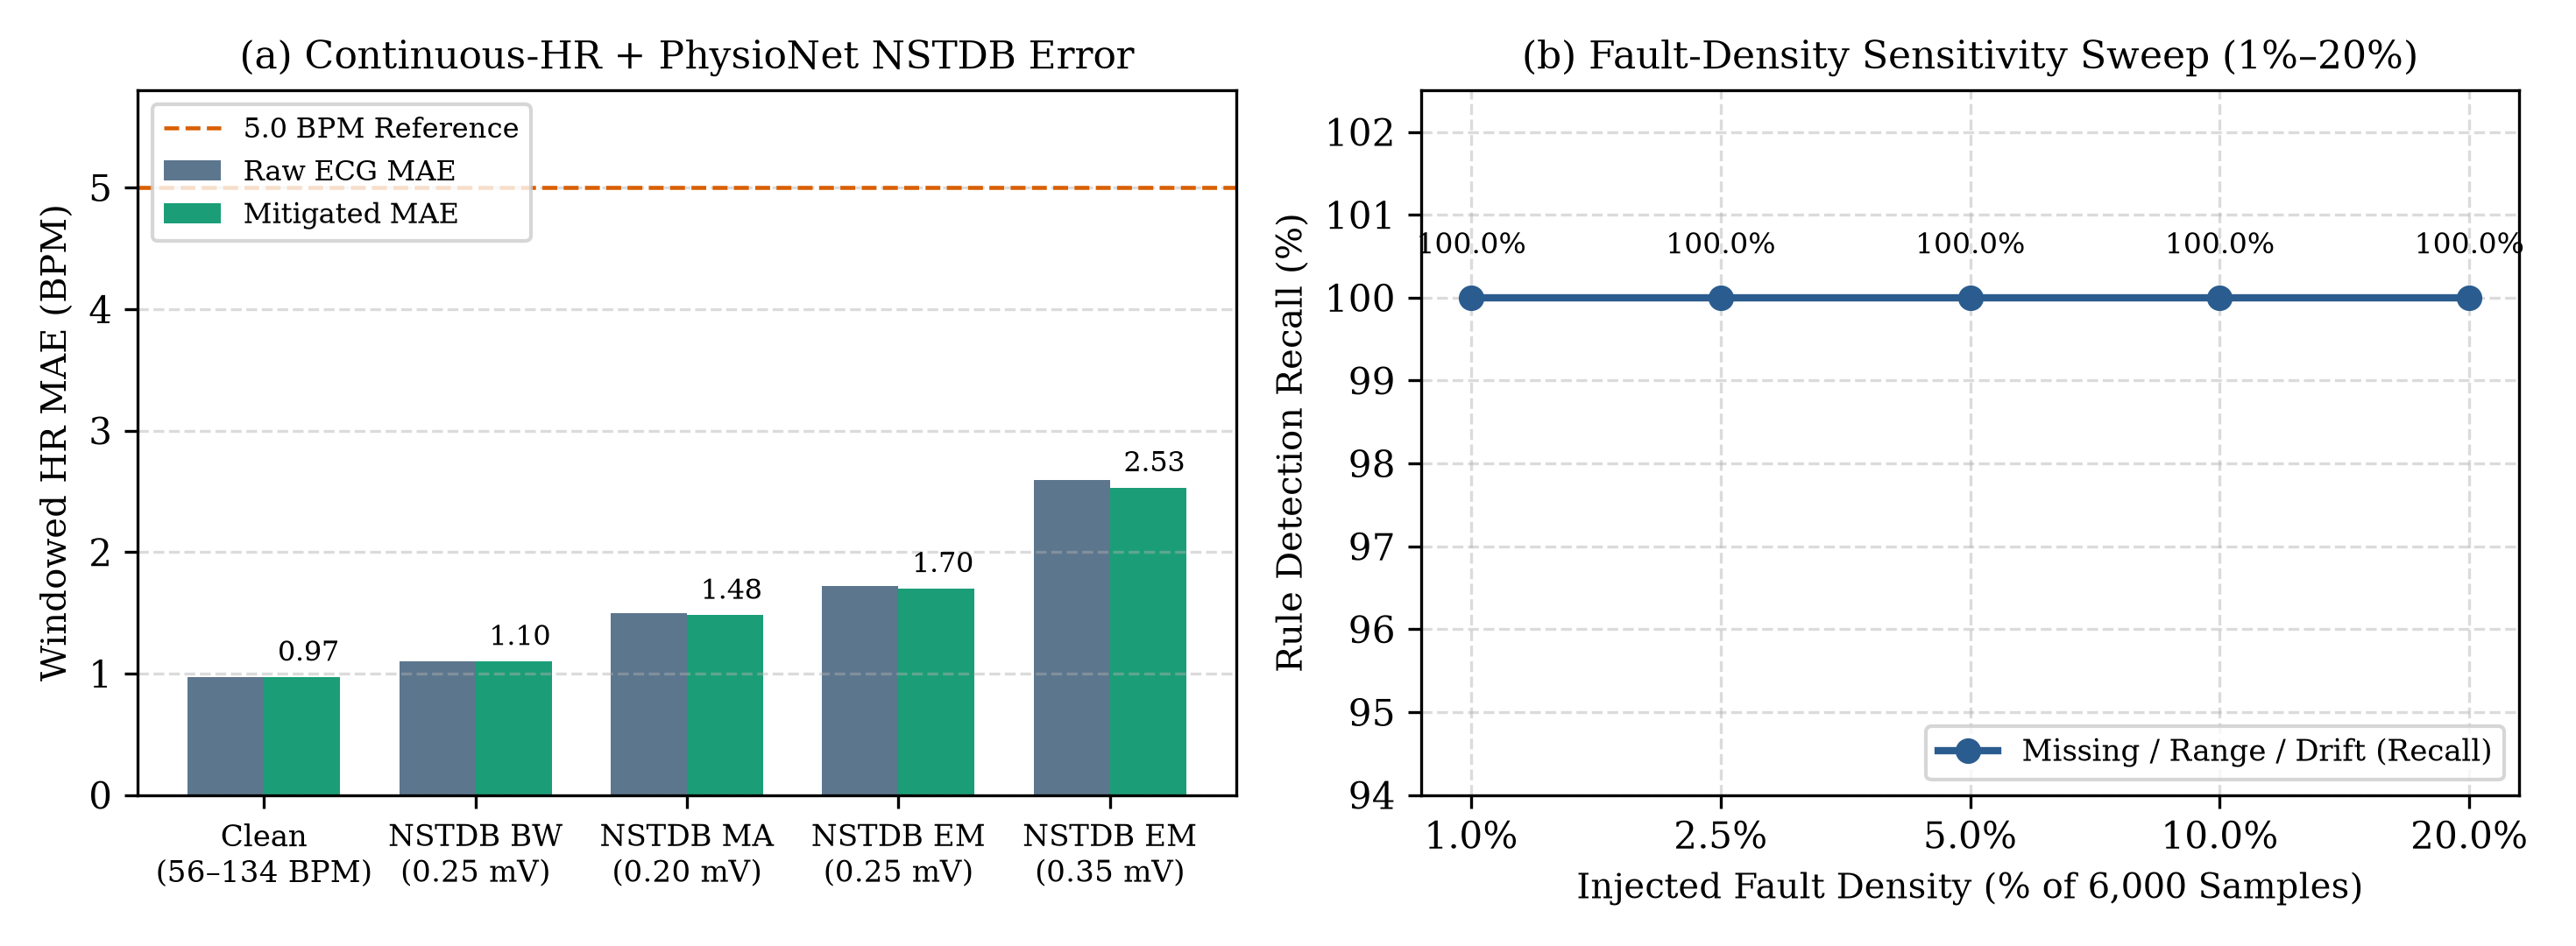 (a) Continuous-HR + PhysioNet NSTDB Error
5.0 BPM Reference
Raw ECG MAE
Mitigated MAE
Windowed HR MAE (BPM)
5
4
3
2
1
0
0.97
1.10
1.48
1.70
2.53
Clean
(56–134 BPM)
NSTDB BW
(0.25 mV)
NSTDB MA
(0.20 mV)
NSTDB EM
(0.25 mV)
NSTDB EM
(0.35 mV)
(b) Fault-Density Sensitivity Sweep (1%–20%)
Rule Detection Recall (%)
102
101
100
99
98
97
96
95
94
100.0%
100.0%
100.0%
100.0%
100.0%
Missing / Range / Drift (Recall)
1.0%
2.5%
5.0%
10.0%
20.0%
Injected Fault Density (% of 6,000 Samples)